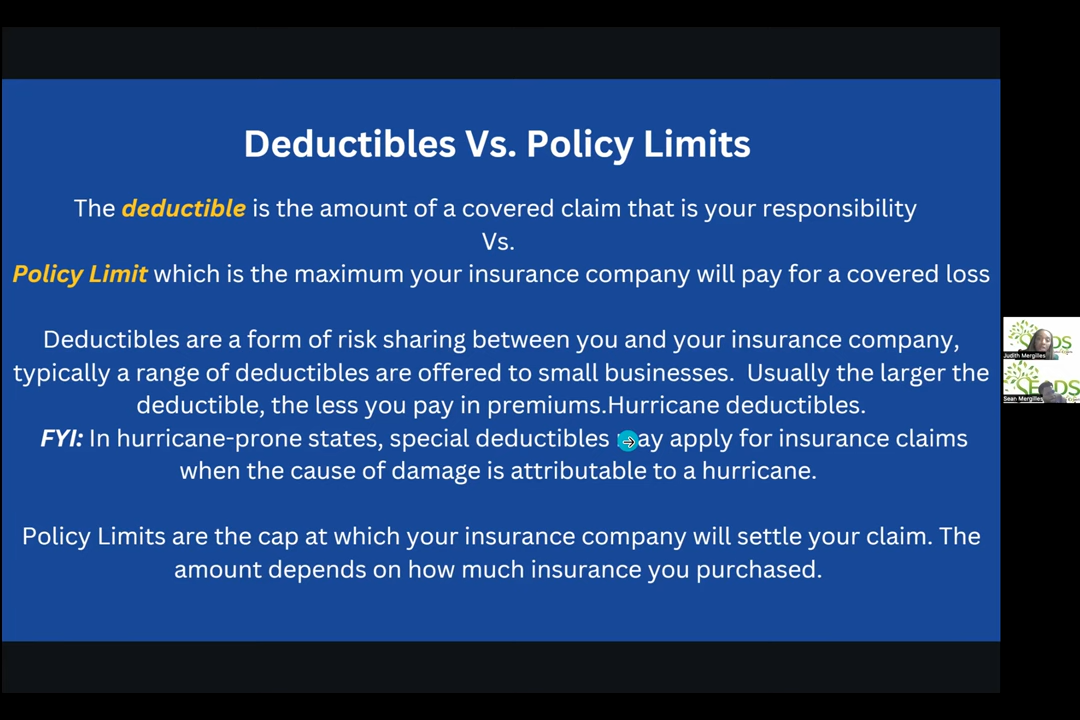 Deductibles Vs. Policy Limits
The deductible is the amount of a covered claim that is your responsibility
Vs.
Policy Limit which is the maximum your insurance company will pay for a covered loss
Deductibles are a form of risk sharing between you and your insurance company,
typically a range of deductibles are offered to small businesses.  Usually the larger the
deductible, the less you pay in premiums.Hurricane deductibles.
FYI: In hurricane-prone states, special deductibles may apply for insurance claims
when the cause of damage is attributable to a hurricane.
Policy Limits are the cap at which your insurance company will settle your claim. The
amount depends on how much insurance you purchased.
Judith Mergilles
Sean Mergilles